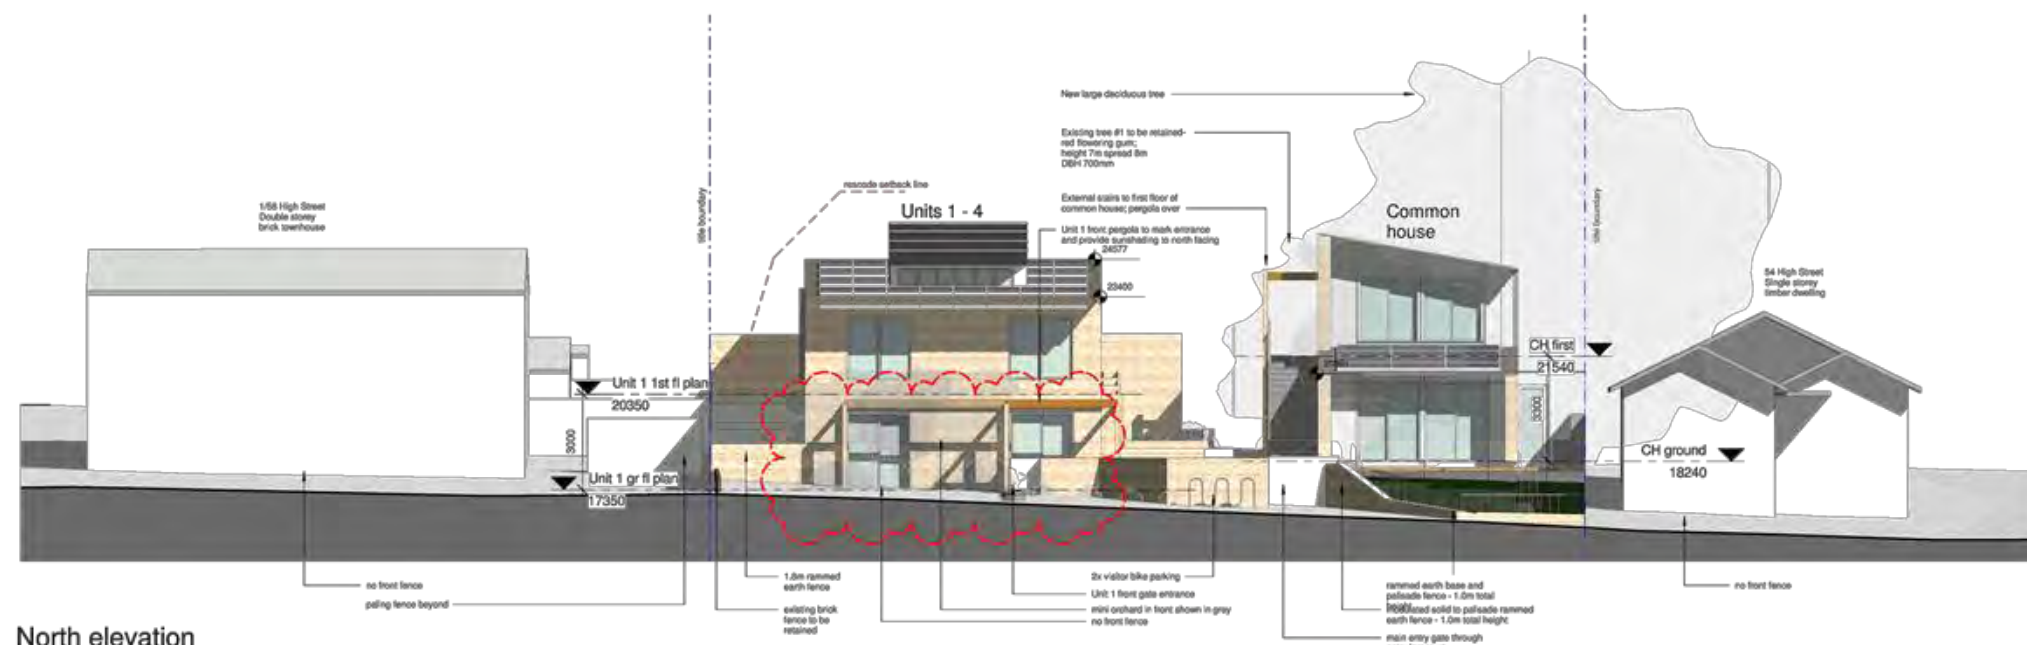 New large deciduous tree
Existing tree #1 to be retained-
red flowering gum;
height 7m spread 8m
DBH 700mm
rescode setback line
title boundary
External stairs to first floor of
common house; pergola over
1/58 High Street
Double storey
brick townhouse
Units 1 - 4
Unit 1 front pergola to mark entrance
and provide sunshading to north facing
24577
23400
Common
house
title boundary
54 High Street
Single storey
timber dwelling
CH first
21540
Unit 1 1st fl plan
20350
3000
3300
CH ground
18240
Unit 1 gr fl plan
17350
no front fence
paling fence beyond
1.8m rammed
earth fence
existing brick
fence to be
retained
2x visitor bike parking
Unit 1 front gate entrance
mini orchard in front shown in grey
no front fence
rammed earth base and
palisade fence - 1.0m total
height
modulated solid to palisade rammed
earth fence - 1.0m total height
main entry gate through
no front fence
North elevation